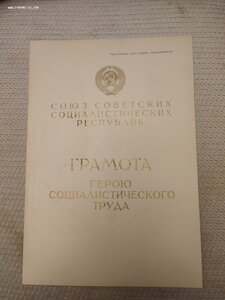 СОЮЗ СОВЕТСКИХ
СОЦИАЛИСТИЧЕСКИХ
РЕСПУБЛИК
ГРАМОТА
ГЕРОЮ
СОЦИАЛИСТИЧЕСКОГО
ТРУДА